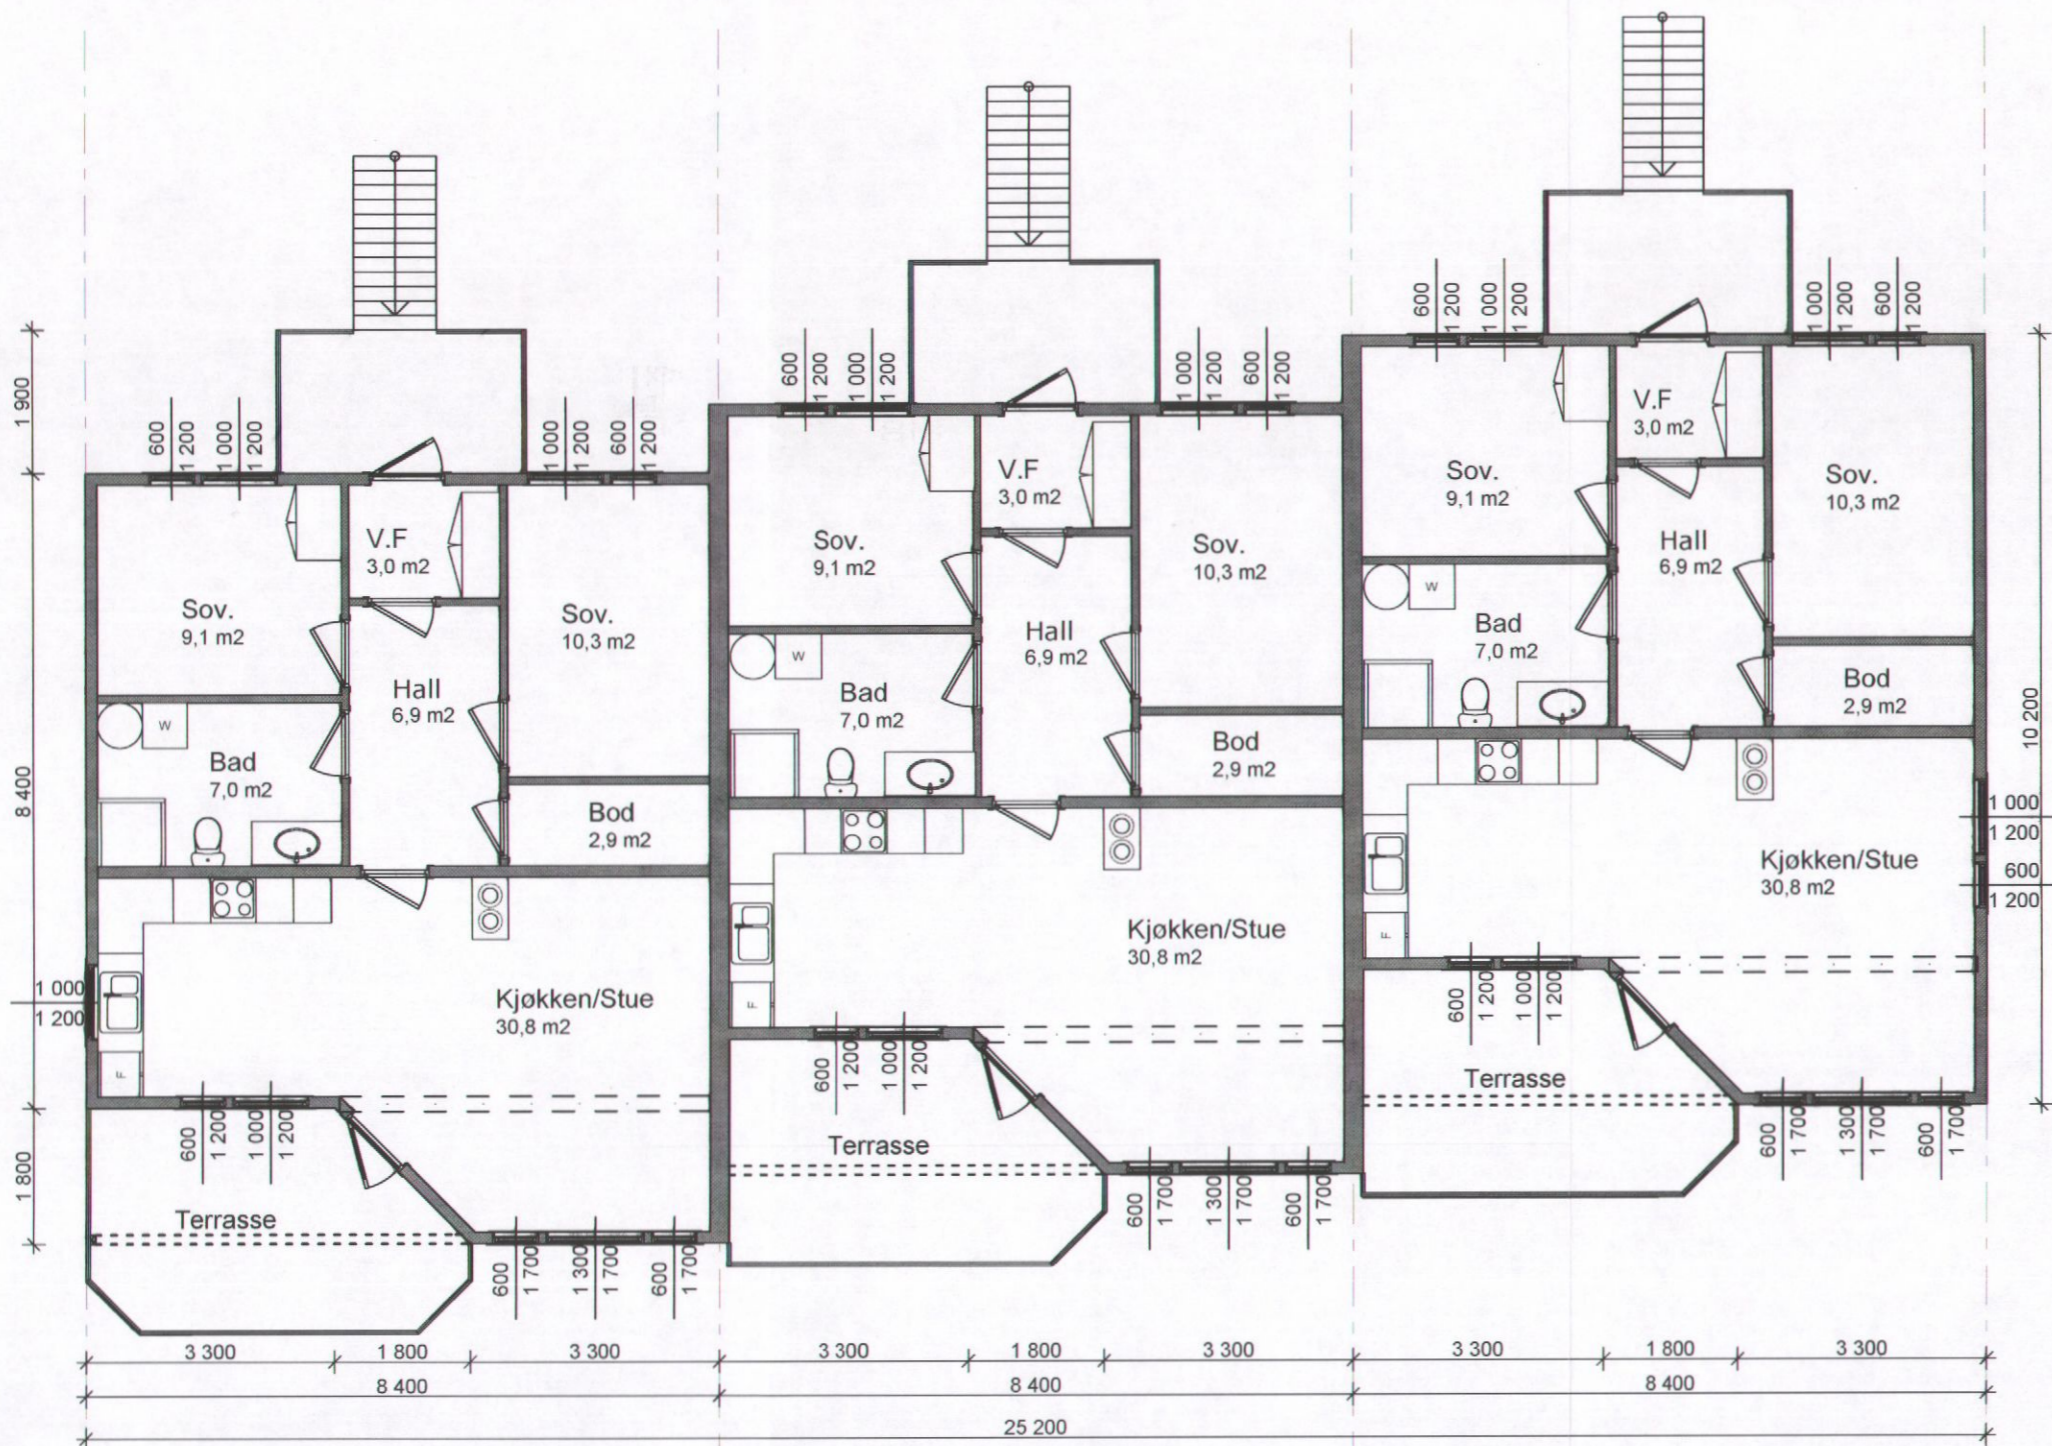 600
1 200
1 000
1 200
1 000
1 200
600
1 200
Sov.
9,1 m2
V.F
3,0 m2
Sov.
10,3 m2
Hall
6,9 m2
W
Bad
7,0 m2
Bod
2,9 m2
Kjøkken/Stue
30,8 m2
F
1 000
1 200
600
1 200
1 000
1 200
Terrasse
600
1 700
1 300
1 700
600
1 700
1 900
8 400
1 800
600
1 200
1 000
1 200
1 000
1 200
600
1 200
Sov.
9,1 m2
V.F
3,0 m2
Sov.
10,3 m2
Hall
6,9 m2
W
Bad
7,0 m2
Bod
2,9 m2
Kjøkken/Stue
30,8 m2
F
600
1 200
1 000
1 200
Terrasse
600
1 700
1 300
1 700
600
1 700
600
1 200
1 000
1 200
1 000
1 200
600
1 200
Sov.
9,1 m2
V.F
3,0 m2
Sov.
10,3 m2
Hall
6,9 m2
W
Bad
7,0 m2
Bod
2,9 m2
Kjøkken/Stue
30,8 m2
F
1 000
1 200
600
1 200
600
1 200
1 000
1 200
Terrasse
600
1 700
1 300
1 700
600
1 700
10 200
3 300 1 800 3 300 3 300 1 800 3 300 3 300 1 800 3 300
8 400 8 400 8 400
25 200